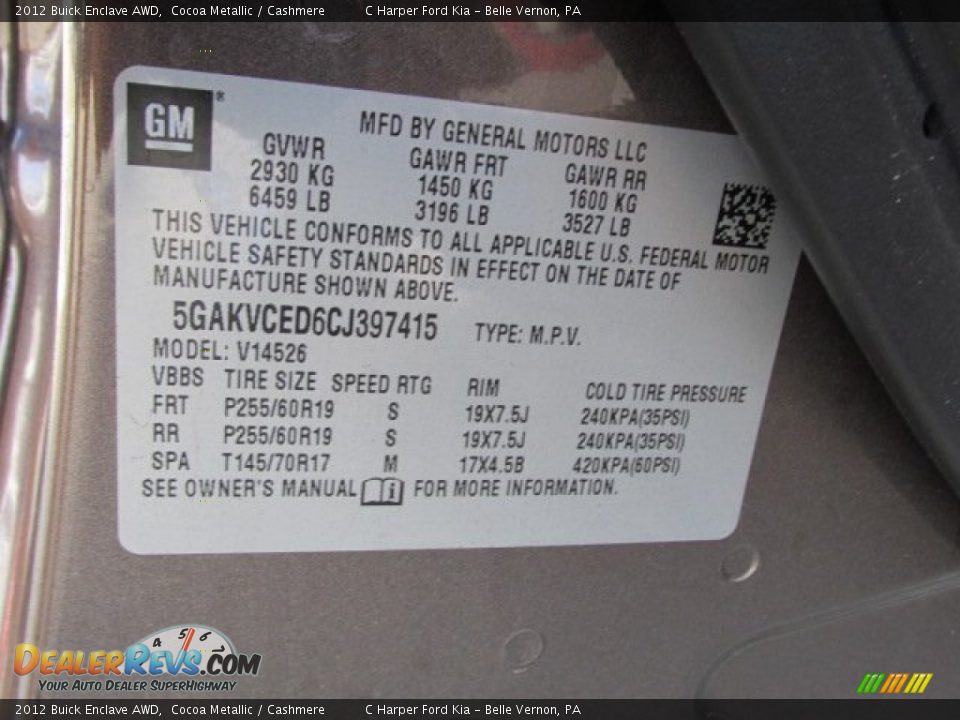 2012 Buick Enclave AWD, Cocoa Metallic / Cashmere C Harper Ford Kia - Belle Vernon, PA
GM®
MFD BY GENERAL MOTORS LLC
GVWR GAWR FRT GAWR RR
2930 KG 1450 KG 1600 KG
6459 LB 3196 LB 3527 LB
THIS VEHICLE CONFORMS TO ALL APPLICABLE U.S. FEDERAL MOTOR
VEHICLE SAFETY STANDARDS IN EFFECT ON THE DATE OF
MANUFACTURE SHOWN ABOVE.
5GAKVCED6CJ397415 TYPE: M.P.V.
MODEL: V14526
VBBS TIRE SIZE SPEED RTG RIM COLD TIRE PRESSURE
FRT P255/60R19 S 19X7.5J 240KPA(35PSI)
RR P255/60R19 S 19X7.5J 240KPA(35PSI)
SPA T145/70R17 M 17X4.5B 420KPA(60PSI)
SEE OWNER'S MANUAL i FOR MORE INFORMATION.
4 5 6
DEALERREVS.COM
YOUR AUTO DEALER SUPERHIGHWAY
2012 Buick Enclave AWD, Cocoa Metallic / Cashmere C Harper Ford Kia - Belle Vernon, PA